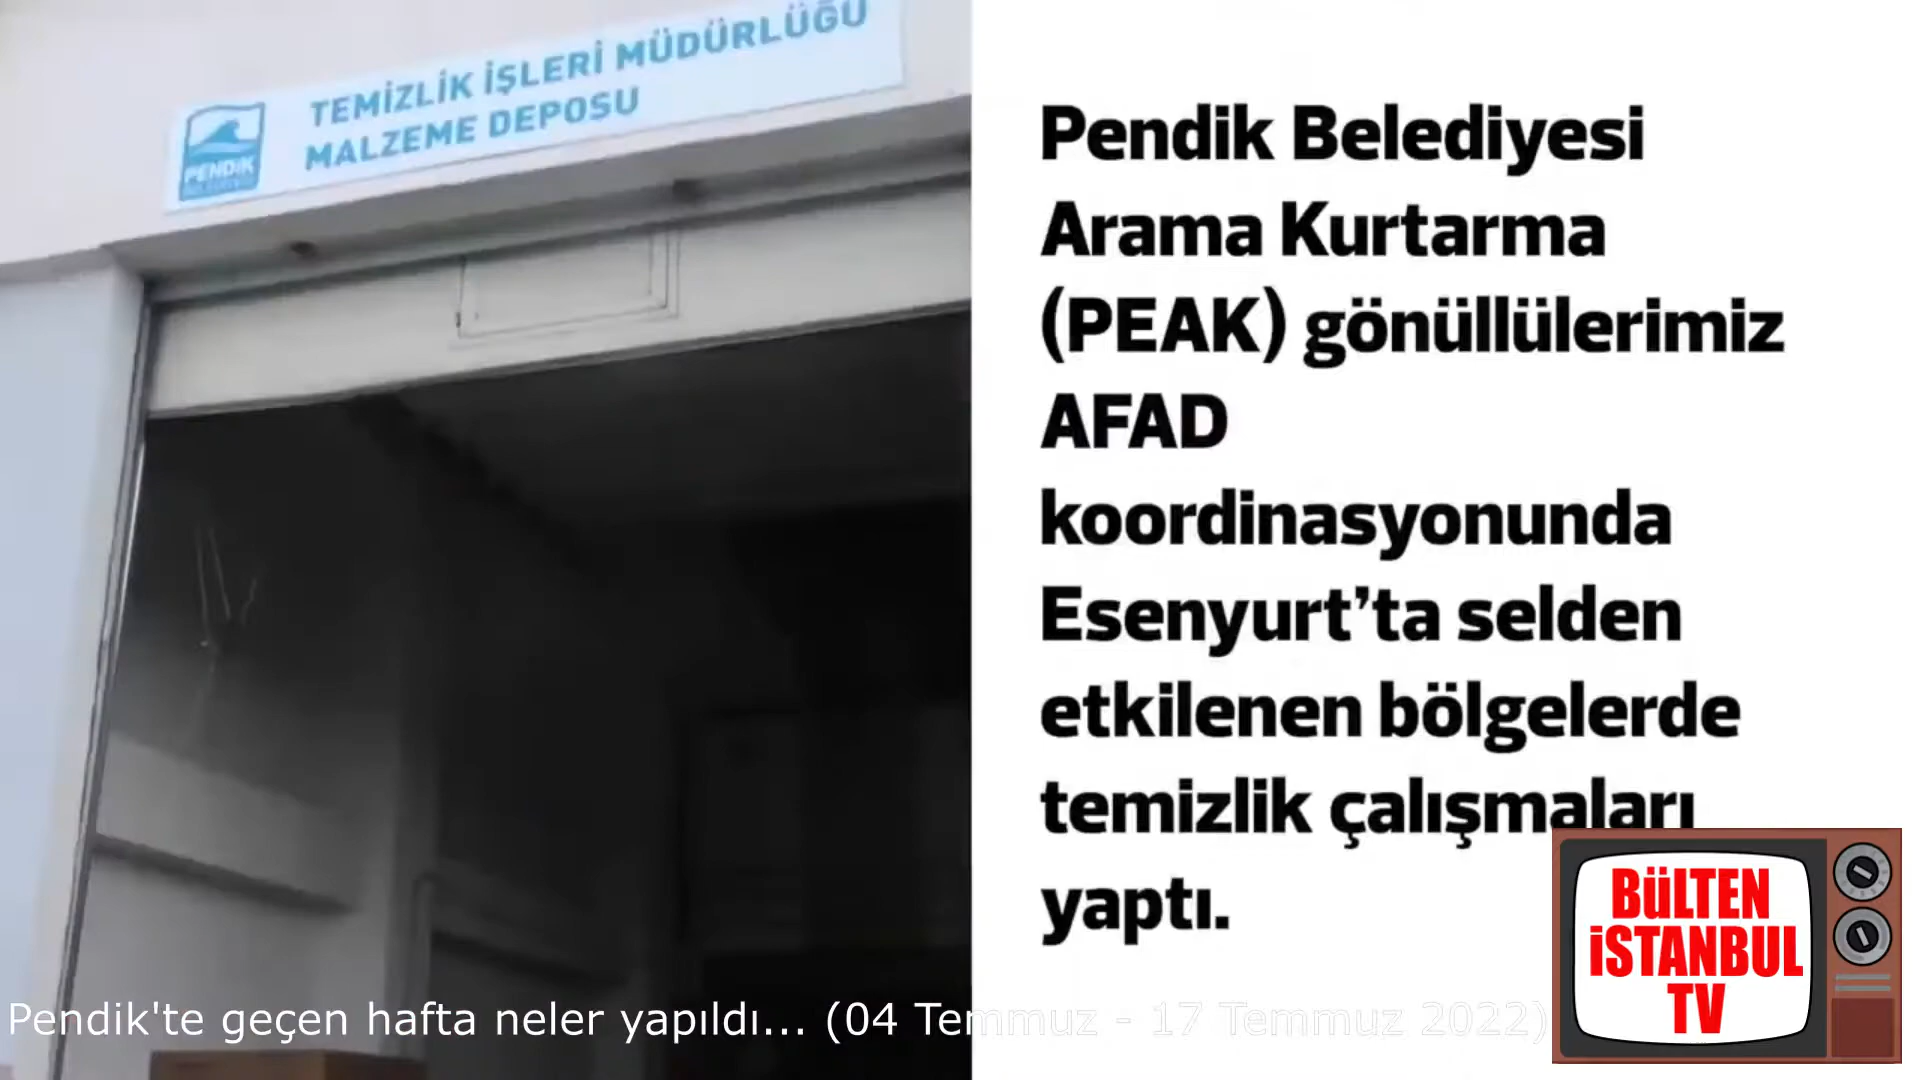 TEMİZLİK İŞLERİ MÜDÜRLÜĞÜ
MALZEME DEPOSU
PENDİK
Pendik Belediyesi
Arama Kurtarma
(PEAK) gönüllülerimiz
AFAD
koordinasyonunda
Esenyurt’ta selden
etkilenen bölgelerde
temizlik çalışmaları
yaptı.
Pendik'te geçen hafta neler yapıldı... (04 Temmuz - 17 Temmuz 2022)
BüLTEN
iSTANBUL
TV